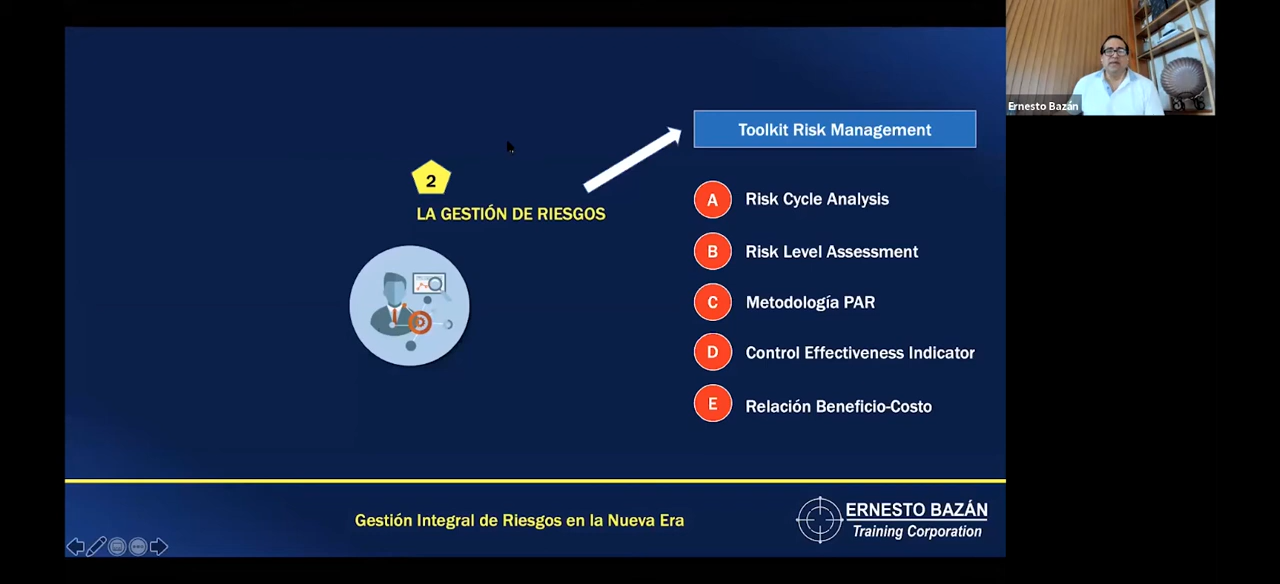 Ernesto Bazán
Toolkit Risk Management
2
LA GESTIÓN DE RIESGOS
A Risk Cycle Analysis
B Risk Level Assessment
C Metodología PAR
D Control Effectiveness Indicator
E Relación Beneficio-Costo
Gestión Integral de Riesgos en la Nueva Era
ERNESTO BAZÁN
Training Corporation